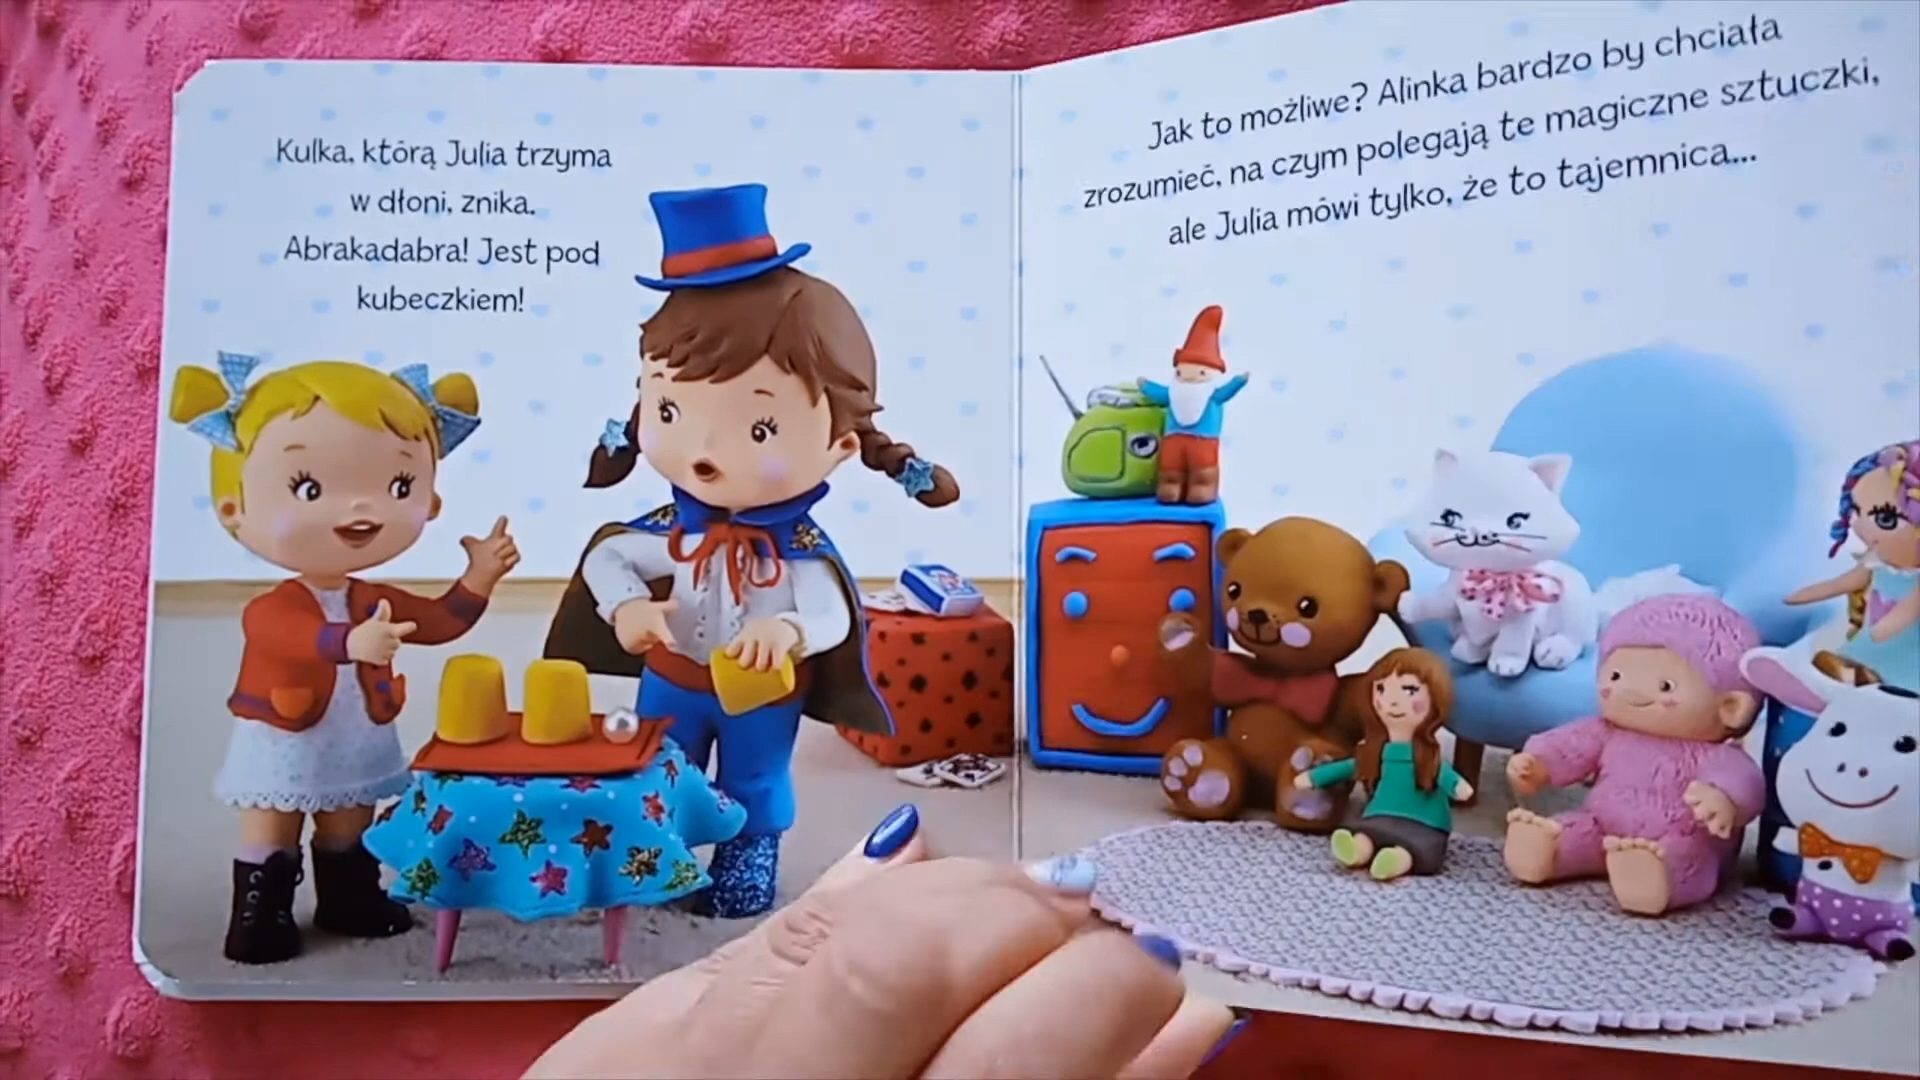 Kulka, którą Julia trzyma
w dłoni, znika.
Abrakadabra! Jest pod
kubeczkiem!
Jak to możliwe? Alinka bardzo by chciała
zrozumieć, na czym polegają te magiczne sztuczki,
ale Julia mówi tylko, że to tajemnica...